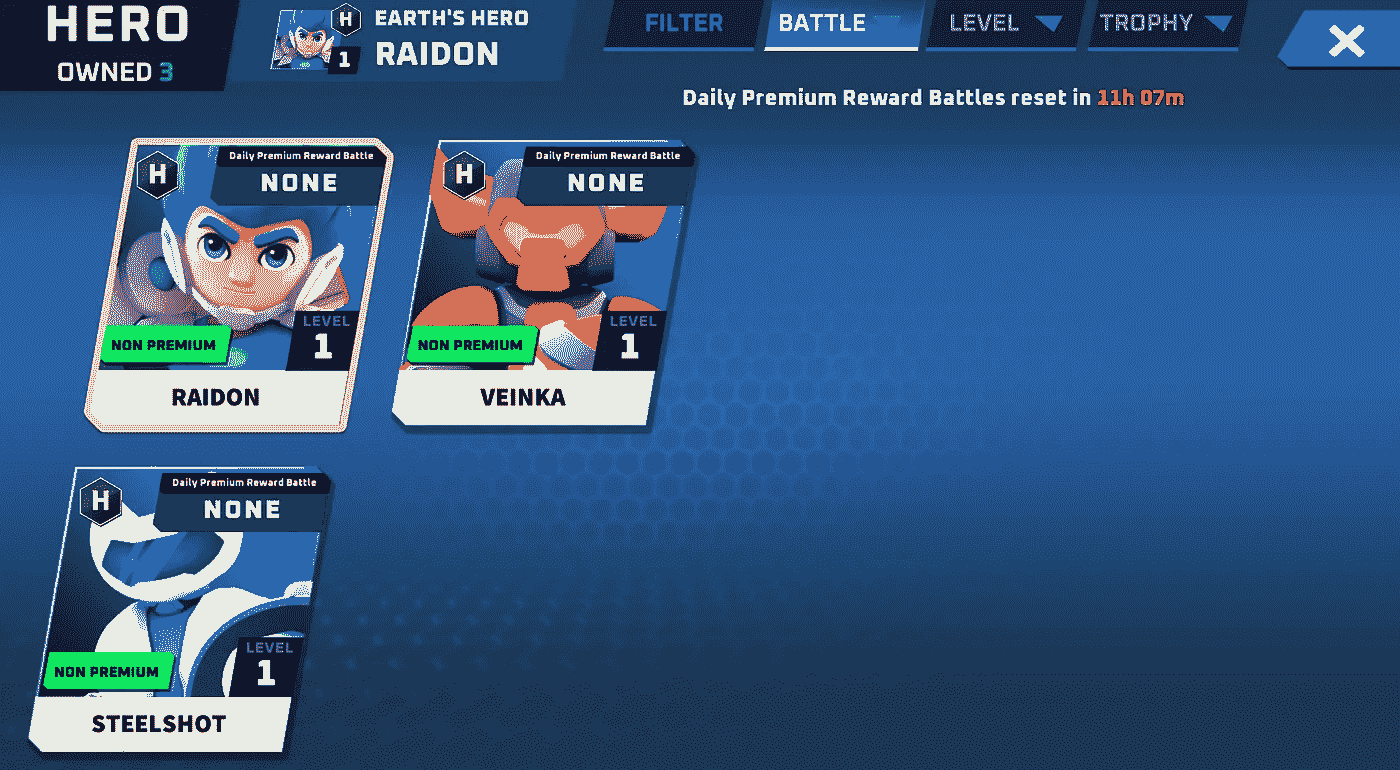 HERO
OWNED 3
H
1
EARTH'S HERO
RAIDON
FILTER
BATTLE
LEVEL
TROPHY
Daily Premium Reward Battles reset in 11h 07m
H
Daily Premium Reward Battle
NONE
NON PREMIUM
LEVEL
1
RAIDON
H
Daily Premium Reward Battle
NONE
NON PREMIUM
LEVEL
1
VEINKA
H
Daily Premium Reward Battle
NONE
NON PREMIUM
LEVEL
1
STEELSHOT